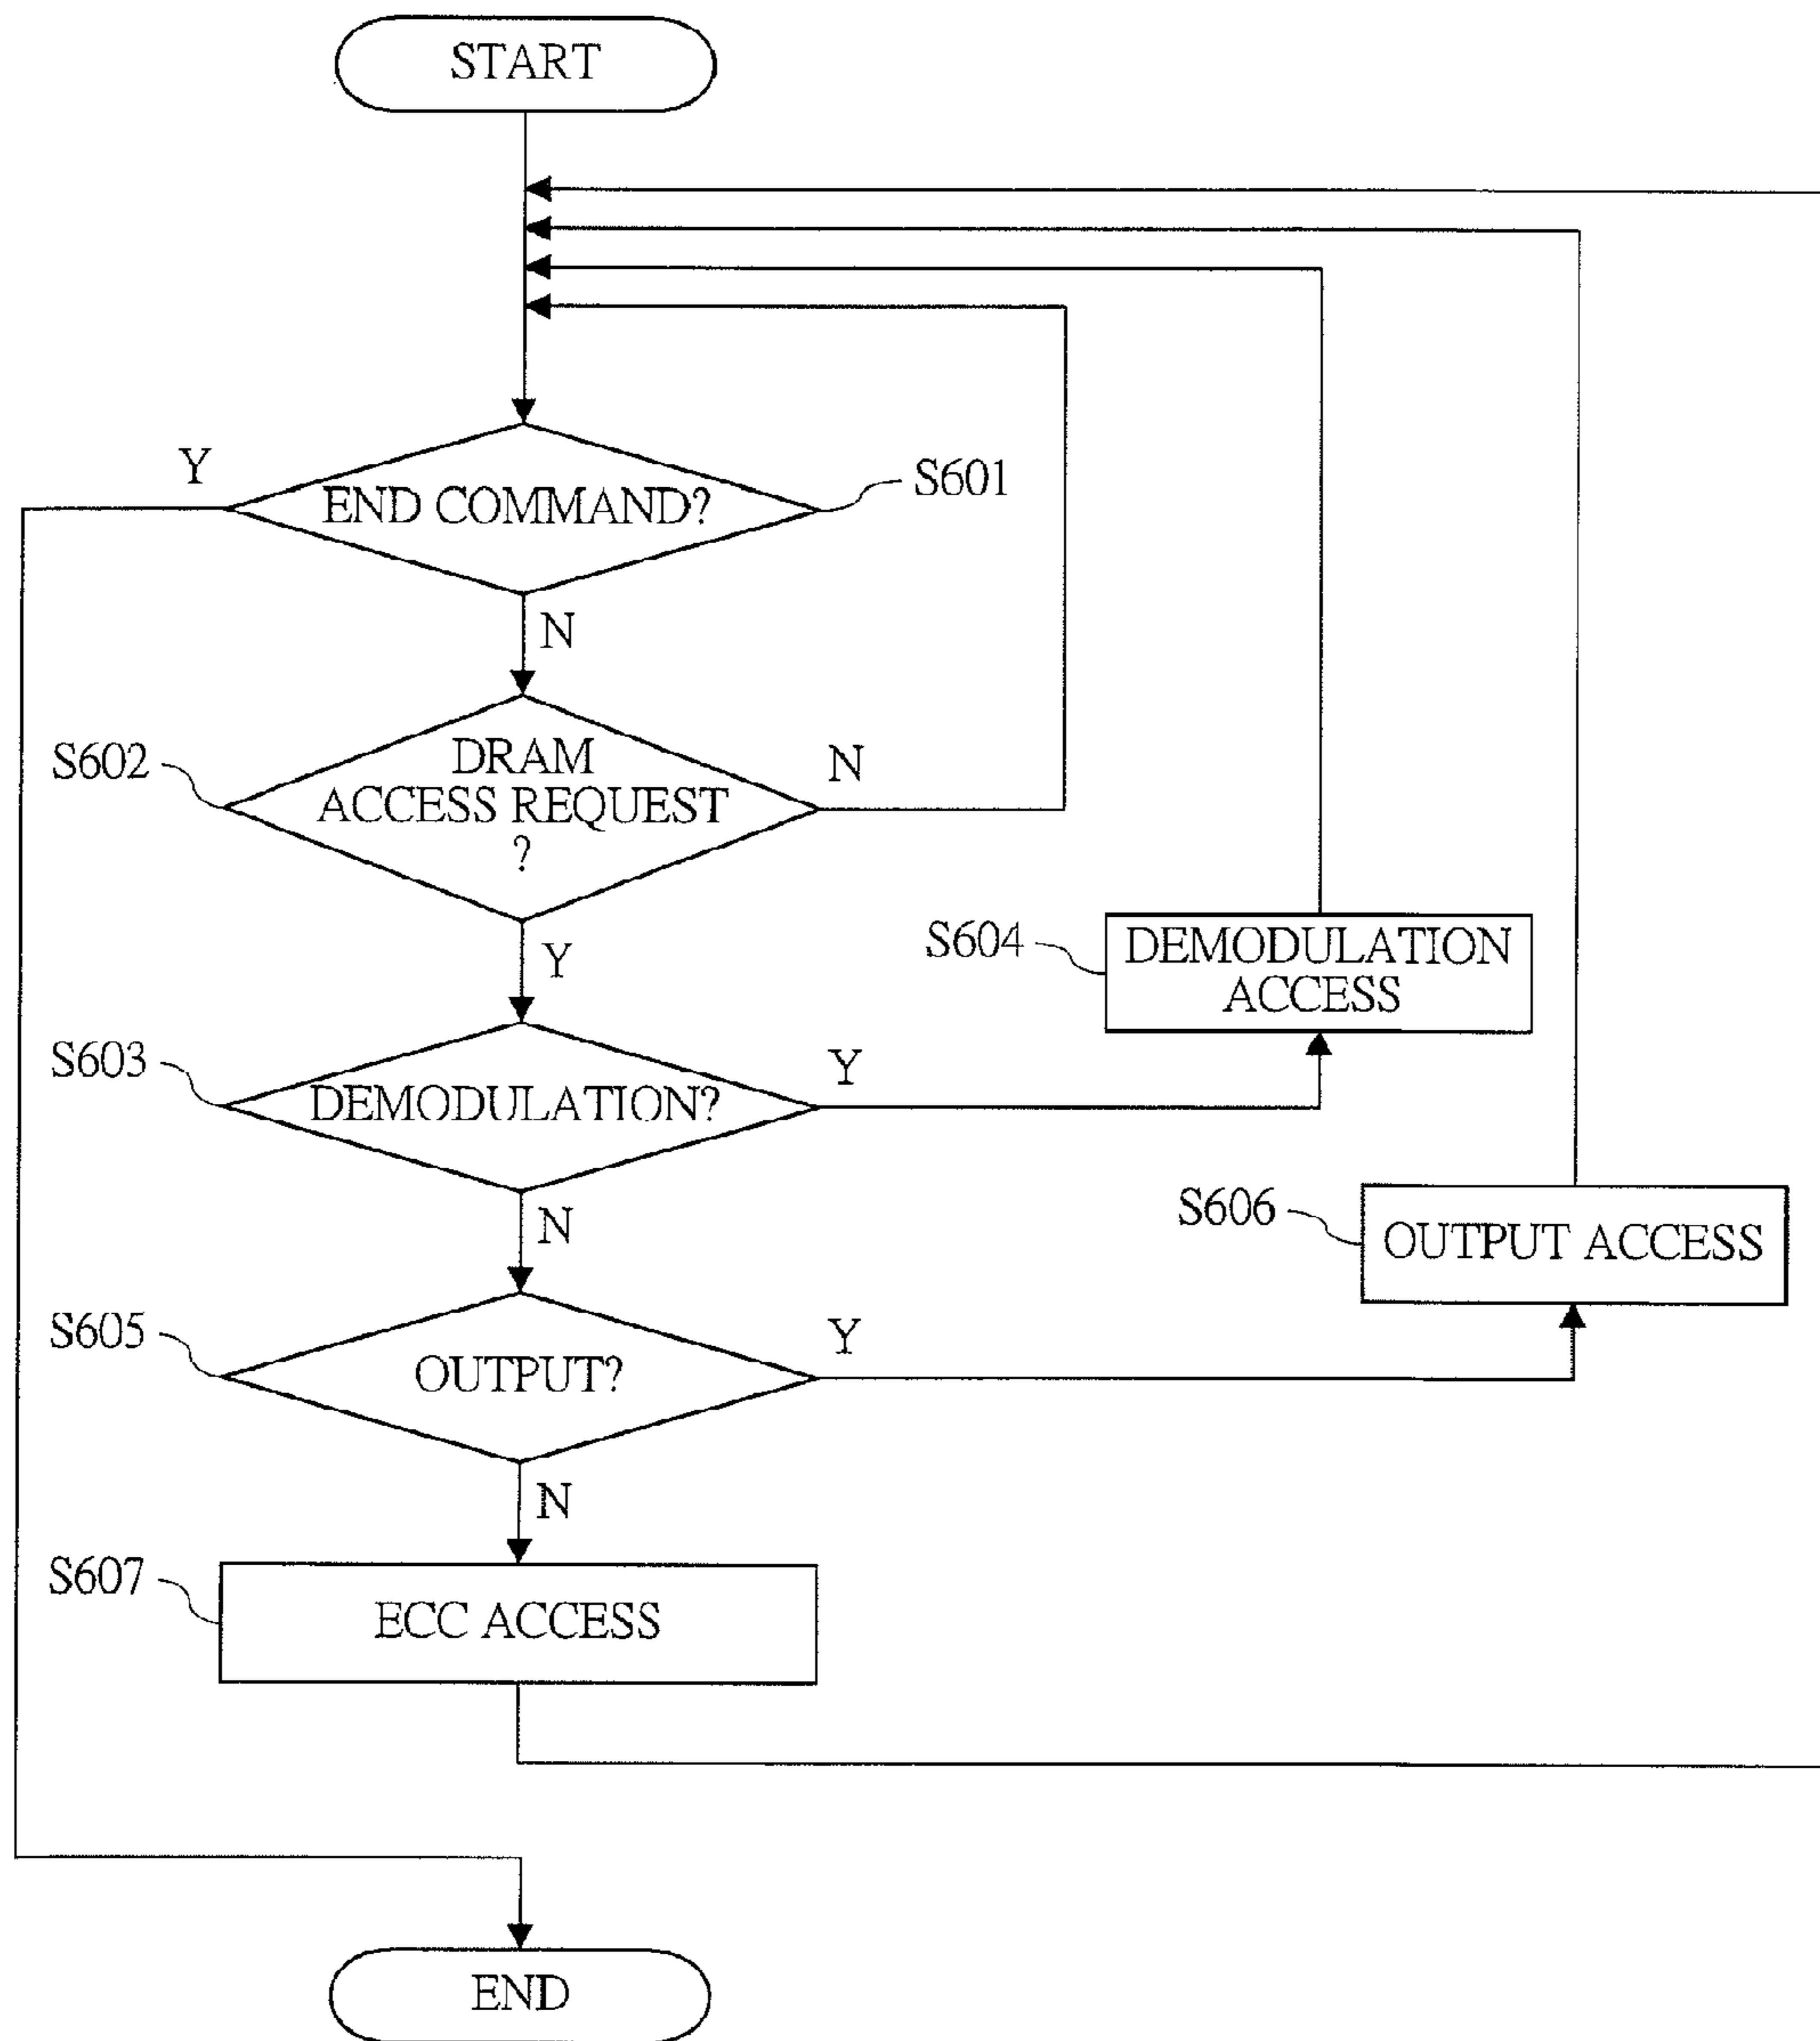 START
Y
END COMMAND?
S601
N
S602
DRAM
ACCESS REQUEST
?
N
Y
S604
DEMODULATION
ACCESS
S603
DEMODULATION?
Y
N
S606
OUTPUT ACCESS
S605
OUTPUT?
Y
N
S607
ECC ACCESS
END